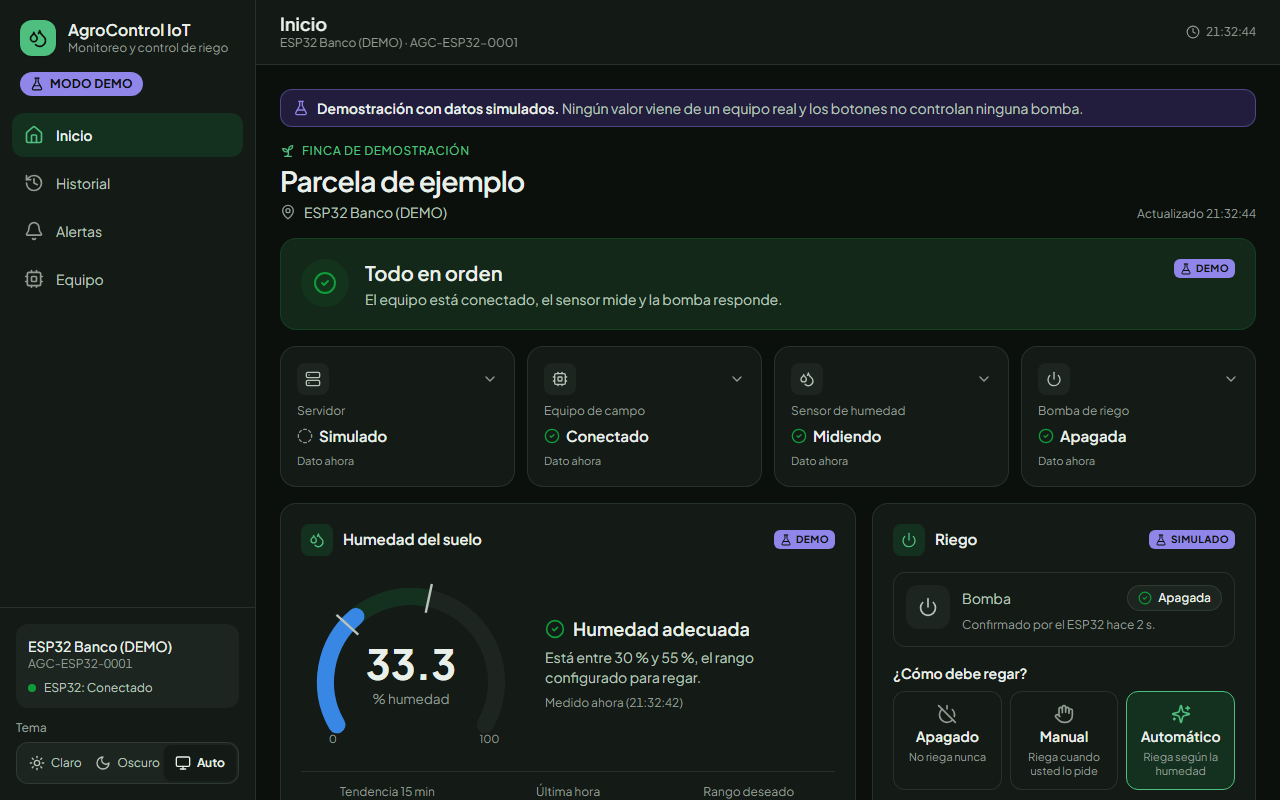 AgroControl IoT
Monitoreo y control de riego
MODO DEMO
Inicio
Historial
Alertas
Equipo
ESP32 Banco (DEMO)
AGC-ESP32-0001
ESP32: Conectado
Tema
Claro
Oscuro
Auto
Inicio
ESP32 Banco (DEMO) · AGC-ESP32-0001
21:32:44
Demostración con datos simulados. Ningún valor viene de un equipo real y los botones no controlan ninguna bomba.
FINCA DE DEMOSTRACIÓN
Parcela de ejemplo
ESP32 Banco (DEMO)
Actualizado 21:32:44
Todo en orden
El equipo está conectado, el sensor mide y la bomba responde.
DEMO
Servidor
Simulado
Dato ahora
Equipo de campo
Conectado
Dato ahora
Sensor de humedad
Midiendo
Dato ahora
Bomba de riego
Apagada
Dato ahora
Humedad del suelo
DEMO
33.3
% humedad
0
100
Humedad adecuada
Está entre 30 % y 55 %, el rango
configurado para regar.
Medido ahora (21:32:42)
Tendencia 15 min
Última hora
Rango deseado
Riego
SIMULADO
Bomba
Apagada
Confirmado por el ESP32 hace 2 s.
¿Cómo debe regar?
Apagado
No riega nunca
Manual
Riega cuando
usted lo pide
Automático
Riega según la
humedad